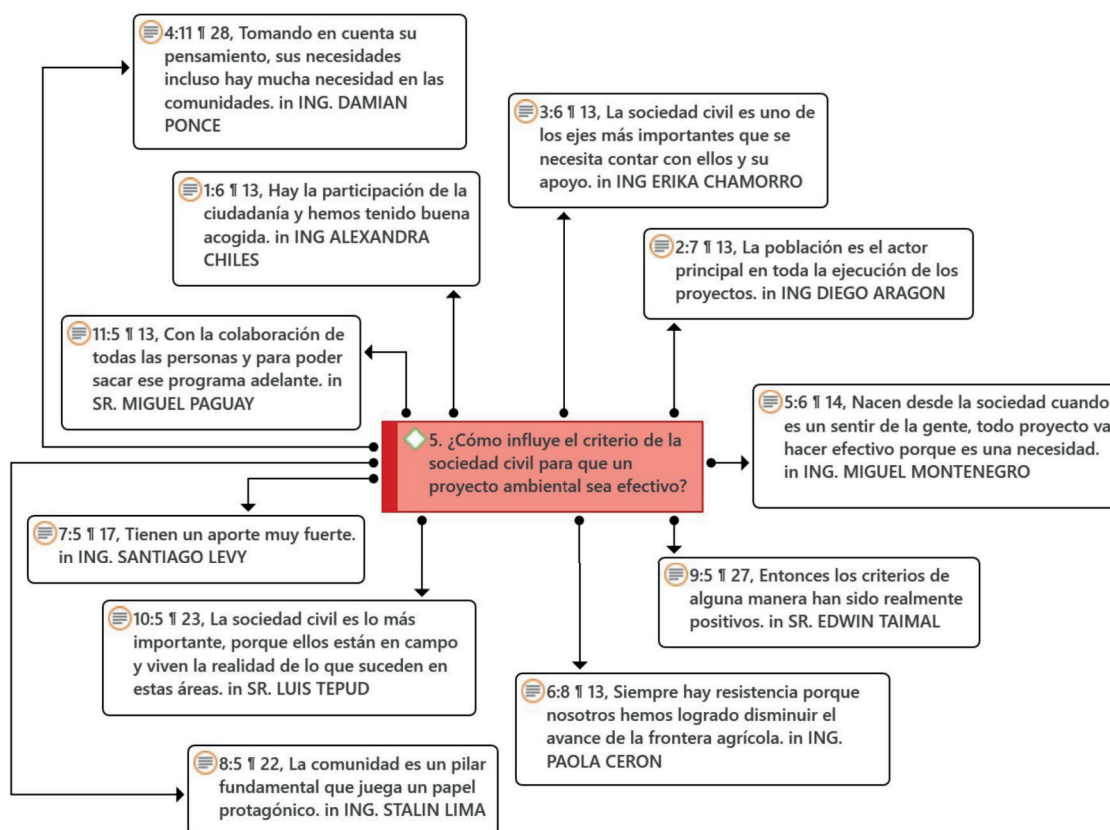 4:11 ¶ 28, Tomando en cuenta su
pensamiento, sus necesidades
incluso hay mucha necesidad en las
comunidades. in ING. DAMIAN
PONCE
3:6 ¶ 13, La sociedad civil es uno de
los ejes más importantes que se
necesita contar con ellos y su
apoyo. in ING ERIKA CHAMORRO
1:6 ¶ 13, Hay la participación de la
ciudadanía y hemos tenido buena
acogida. in ING ALEXANDRA
CHILES
2:7 ¶ 13, La población es el actor
principal en toda la ejecución de los
proyectos. in ING DIEGO ARAGON
11:5 ¶ 13, Con la colaboración de
todas las personas y para poder
sacar ese programa adelante. in
SR. MIGUEL PAGUAY
5:6 ¶ 14, Nacen desde la sociedad cuando
es un sentir de la gente, todo proyecto va
hacer efectivo porque es una necesidad.
in ING. MIGUEL MONTENEGRO
5. ¿Cómo influye el criterio de la
sociedad civil para que un
proyecto ambiental sea efectivo?
7:5 ¶ 17, Tienen un aporte muy fuerte.
in ING. SANTIAGO LEVY
9:5 ¶ 27, Entonces los criterios de
alguna manera han sido realmente
positivos. in SR. EDWIN TAIMAL
10:5 ¶ 23, La sociedad civil es lo más
importante, porque ellos están en campo
y viven la realidad de lo que suceden en
estas áreas. in SR. LUIS TEPUD
6:8 ¶ 13, Siempre hay resistencia porque
nosotros hemos logrado disminuir el
avance de la frontera agrícola. in ING.
PAOLA CERON
8:5 ¶ 22, La comunidad es un pilar
fundamental que juega un papel
protagónico. in ING. STALIN LIMA